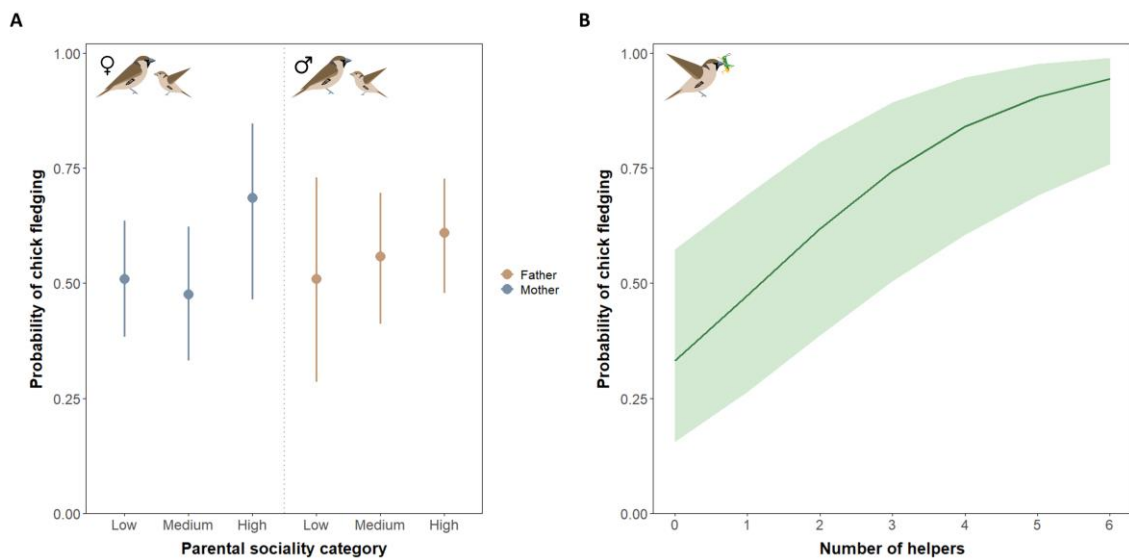 A
B
♀
♂
1.00
0.75
0.50
0.25
0.00
Probability of chick fledging
Low Medium High Low Medium High
Parental sociality category
Father
Mother
1.00
0.75
0.50
0.25
0.00
Probability of chick fledging
0 1 2 3 4 5 6
Number of helpers